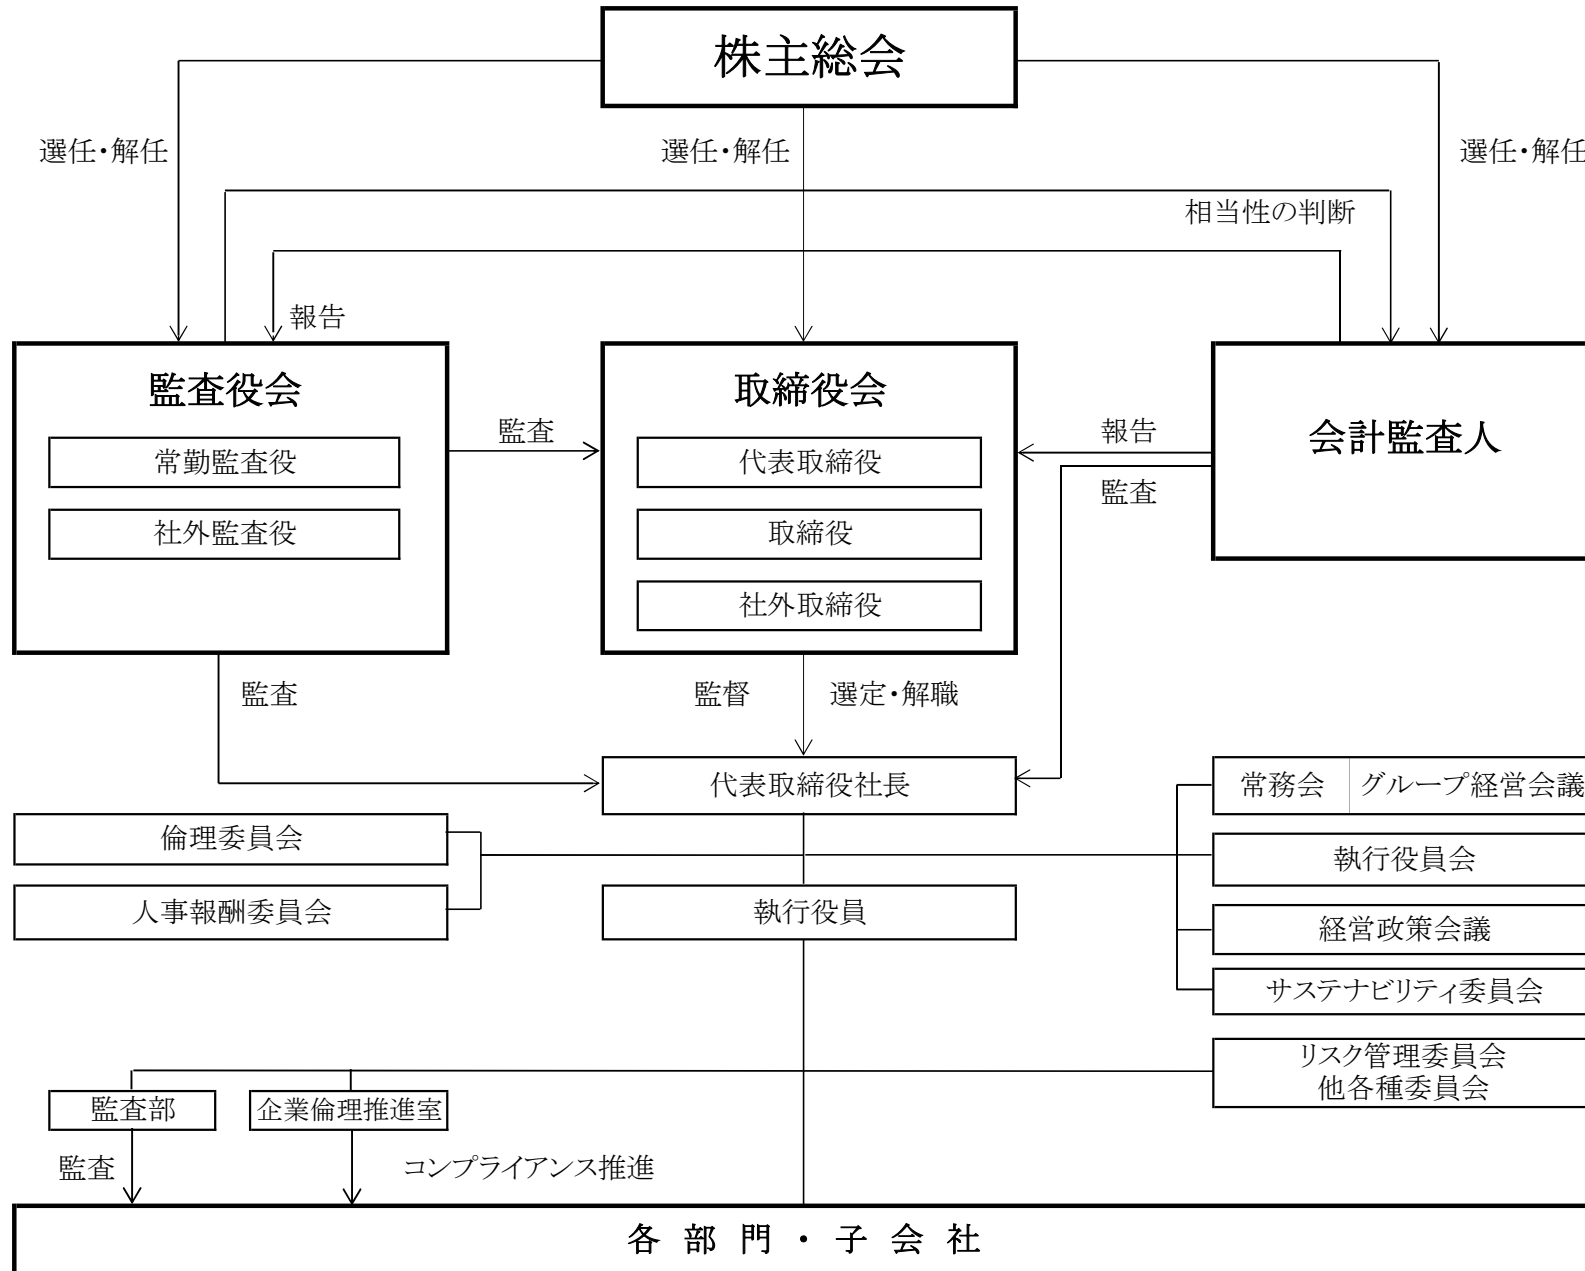 株主総会
選任・解任
選任・解任
選任・解任
相当性の判断
報告
監査役会
取締役会
会計監査人
常勤監査役
社外監査役
監査
代表取締役
取締役
社外取締役
報告
監査
監査
監督
選定・解職
代表取締役社長
常務会
グループ経営会議
倫理委員会
執行役員会
人事報酬委員会
執行役員
経営政策会議
サステナビリティ委員会
リスク管理委員会
他各種委員会
監査部
企業倫理推進室
監査
コンプライアンス推進
各部門・子会社